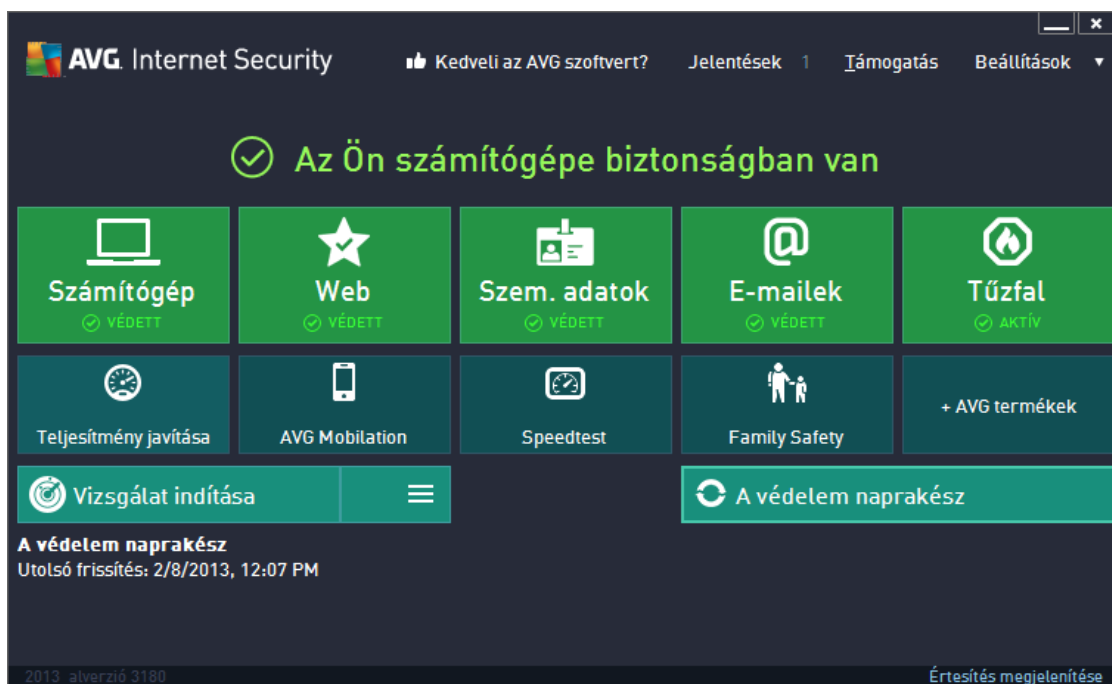 AVG. Internet Security
Kedveli az AVG szoftvert? Jelentések 1 Támogatás Beállítások
Az Ön számítógépe biztonságban van
Számítógép
VÉDETT
Web
VÉDETT
Szem. adatok
VÉDETT
E-mailek
VÉDETT
Tűzfal
AKTÍV
Teljesítmény javítása
AVG Mobilation
Speedtest
Family Safety
+ AVG termékek
Vizsgálat indítása
A védelem naprakész
A védelem naprakész
Utolsó frissítés: 2/8/2013, 12:07 PM
2013 alverzió 3180
Értesítés megjelenítése